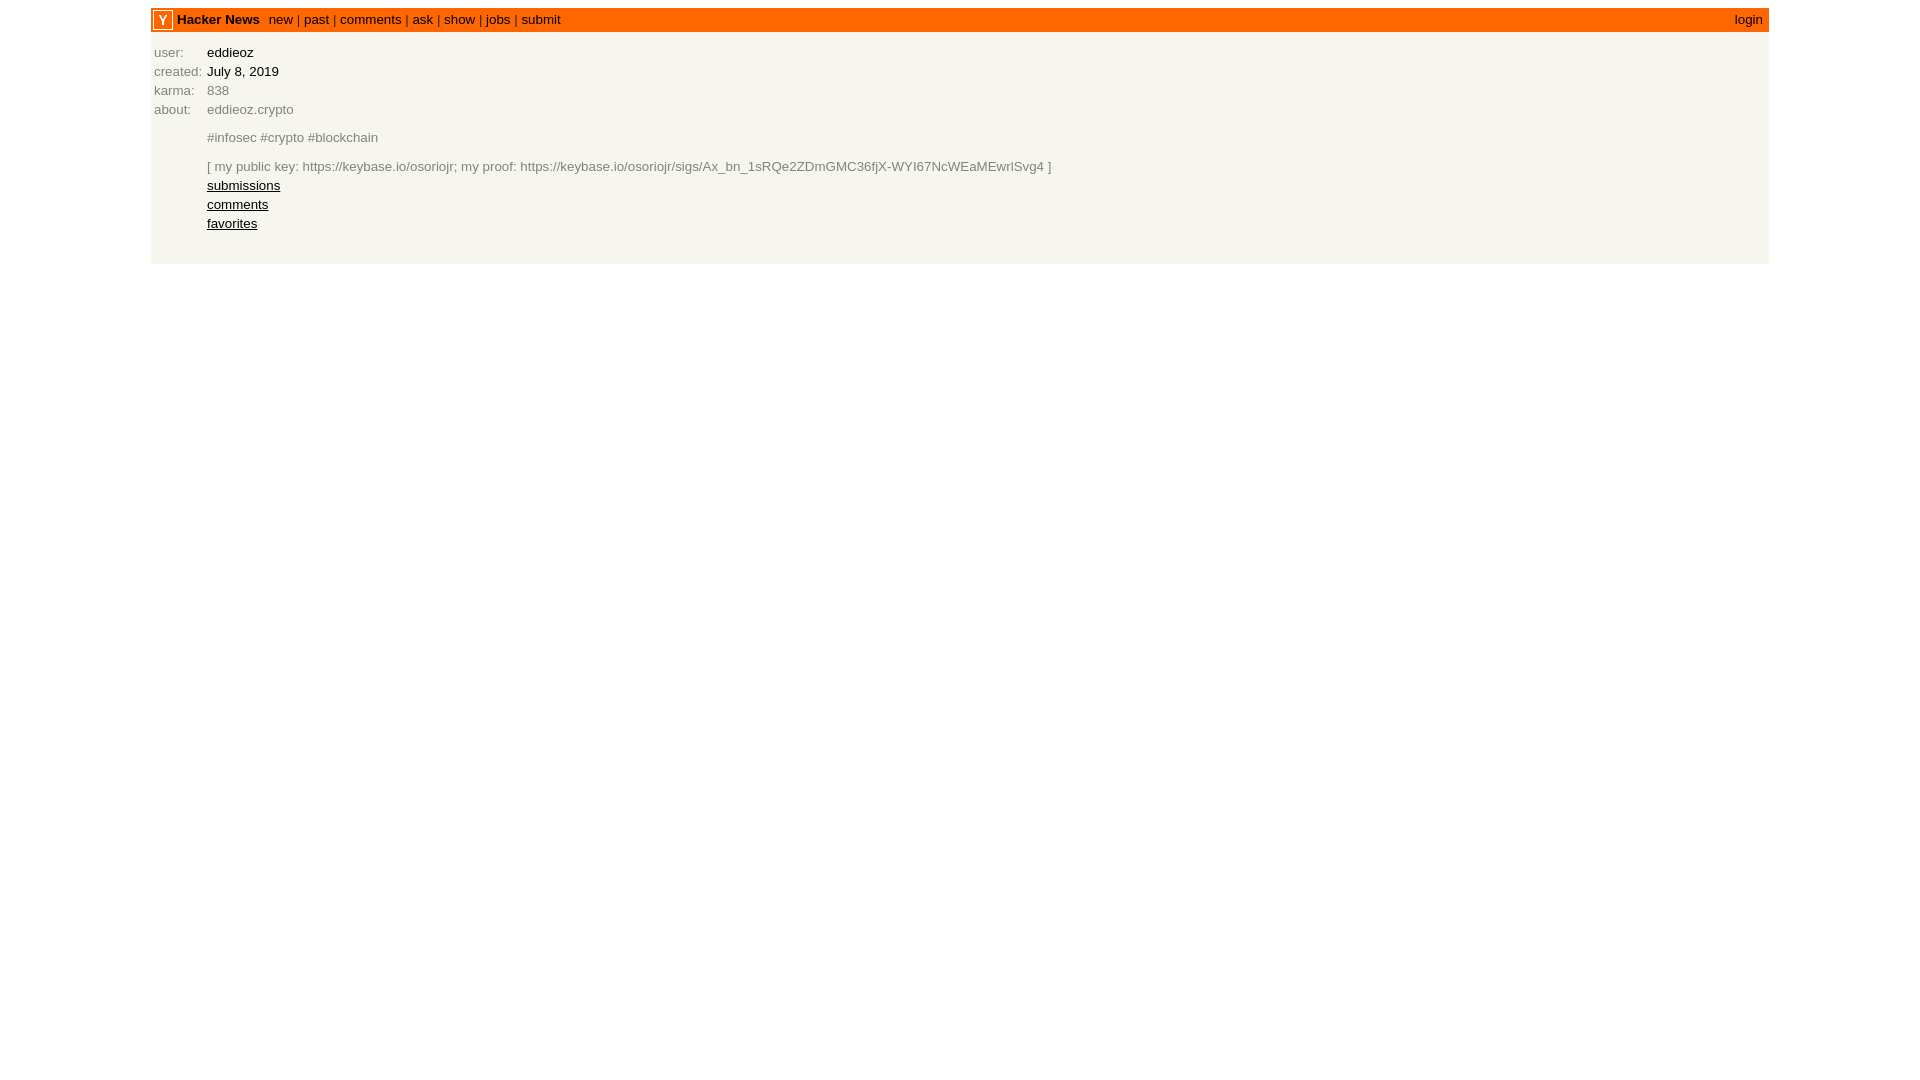 Y Hacker News new | past | comments | ask | show | jobs | submit login
user: eddieoz
created: July 8, 2019
karma: 838
about: eddieoz.crypto
#infosec #crypto #blockchain
[ my public key: https://keybase.io/osoriojr; my proof: https://keybase.io/osoriojr/sigs/Ax_bn_1sRQe2ZDmGMC36fjX-WYI67NcWEaMEwrlSvg4 ]
submissions
comments
favorites